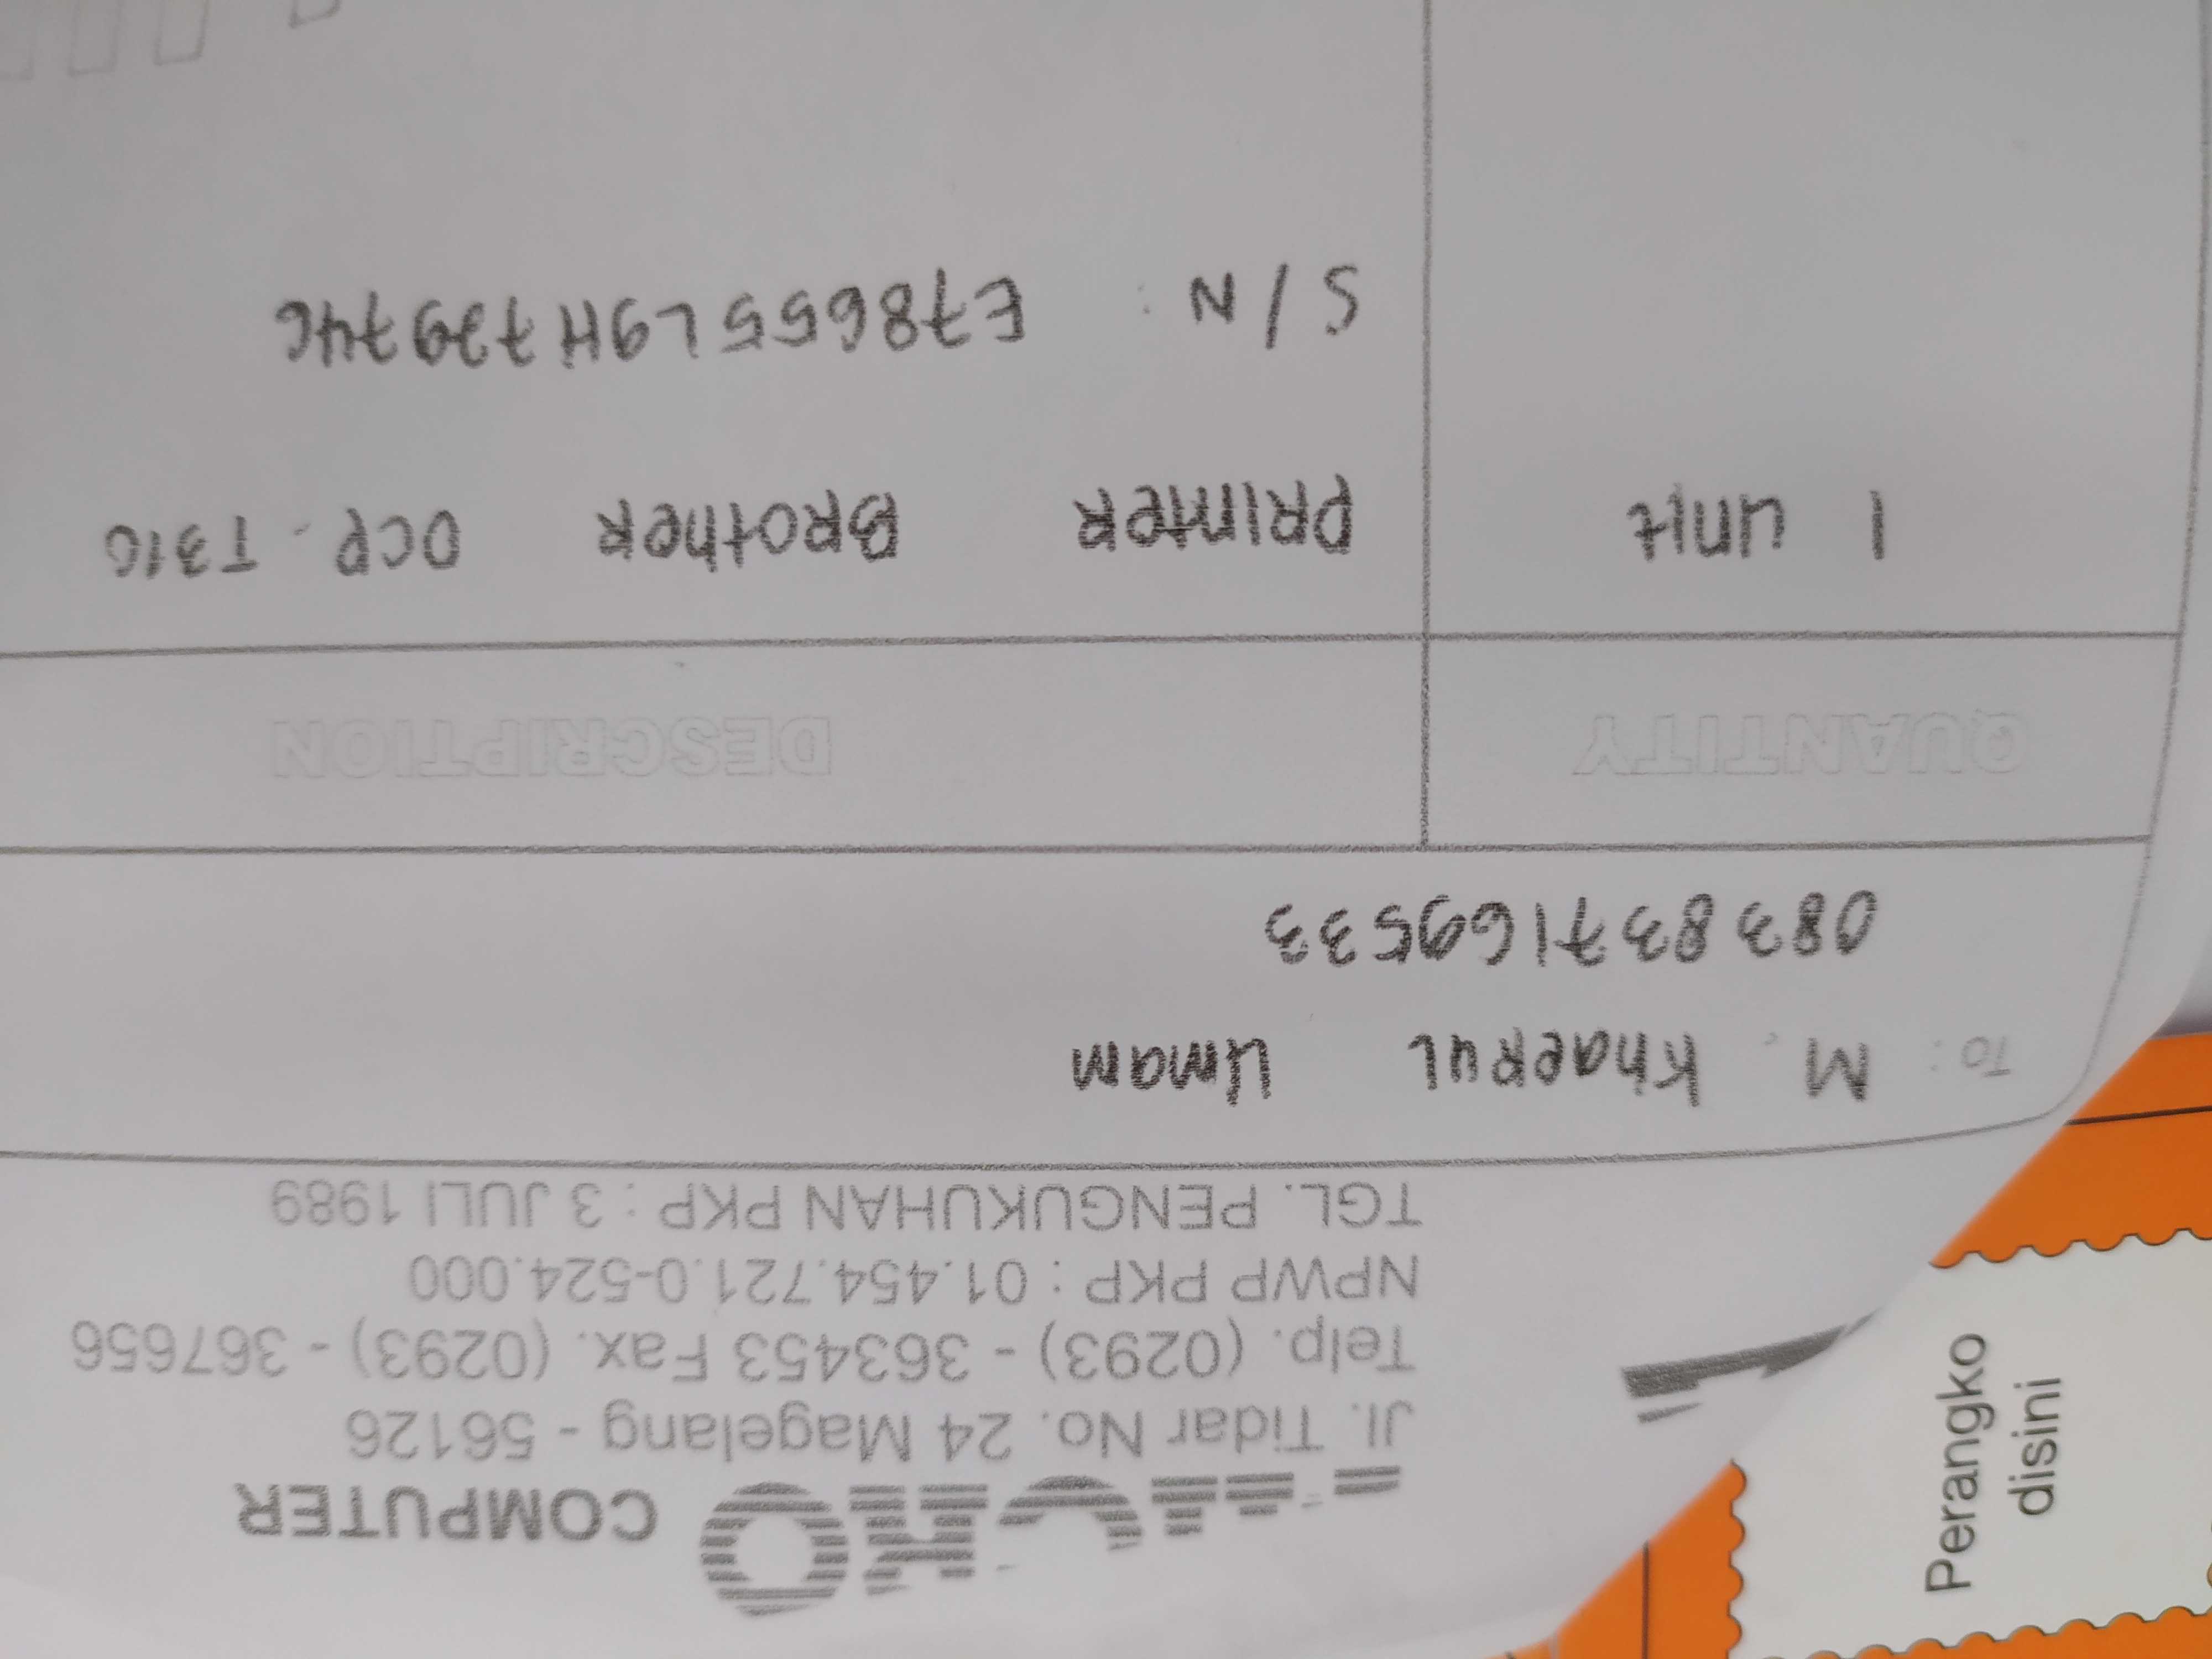 COMPUTER
Jl. Tidar No. 24 Magelang - 56126
Telp. (0293) - 363453 Fax. (0293) - 367656
NPWP PKP : 01.454.721.0-524.000
TGL. PENGUKUHAN PKP : 3 JULI 1989
TO : M. Khaerul Umam
083837169533
QUANTITY DESCRIPTION
1 unit PRINTER BROTHER DCP. T310
S/N : E78655L9H739746
Perangko
disini